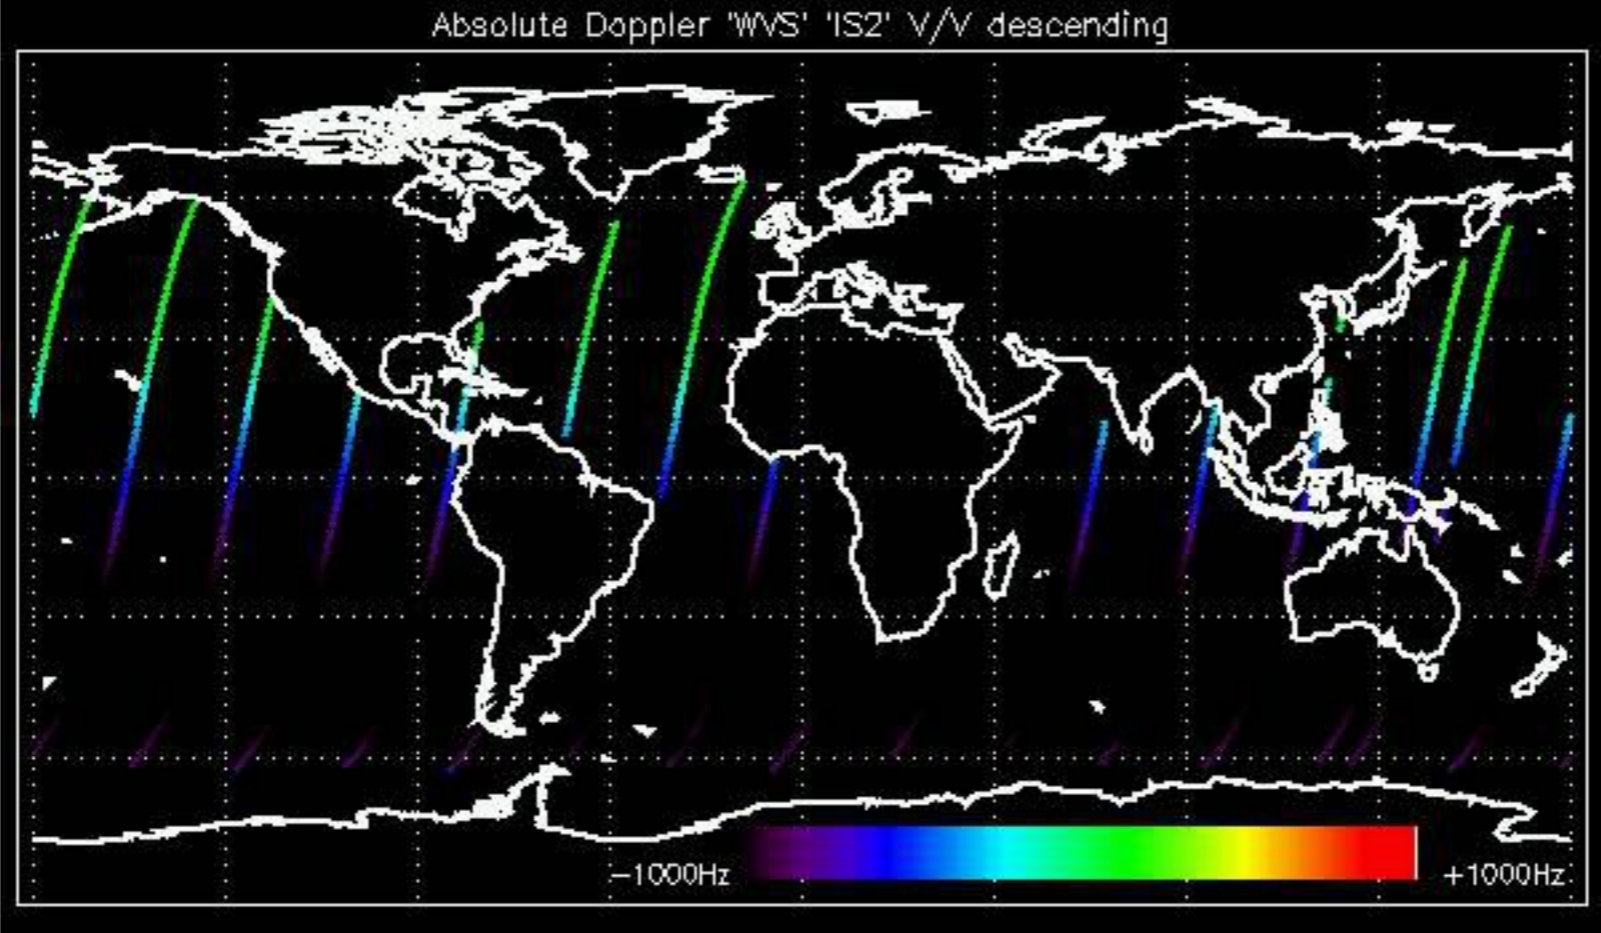 Absolute Doppler 'WVS' 'IS2' V/V descending
−1000Hz +1000Hz